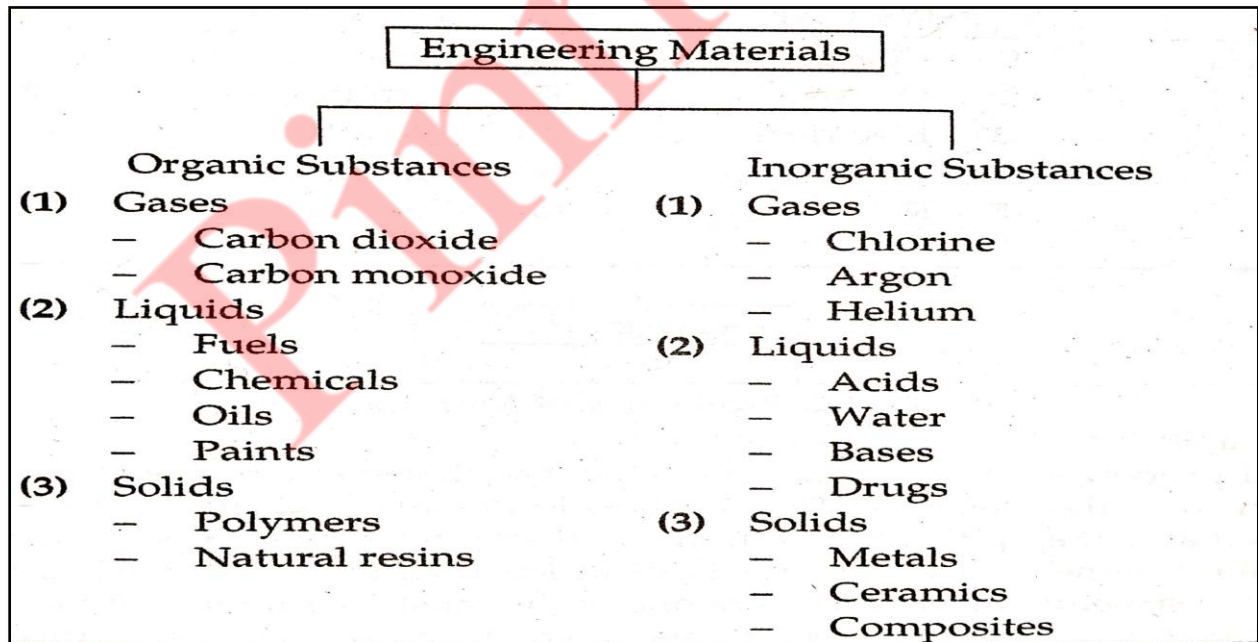 Engineering Materials
Organic Substances
(1) Gases
– Carbon dioxide
– Carbon monoxide
(2) Liquids
– Fuels
– Chemicals
– Oils
– Paints
(3) Solids
– Polymers
– Natural resins
Inorganic Substances
(1) Gases
– Chlorine
– Argon
– Helium
(2) Liquids
– Acids
– Water
– Bases
– Drugs
(3) Solids
– Metals
– Ceramics
– Composites